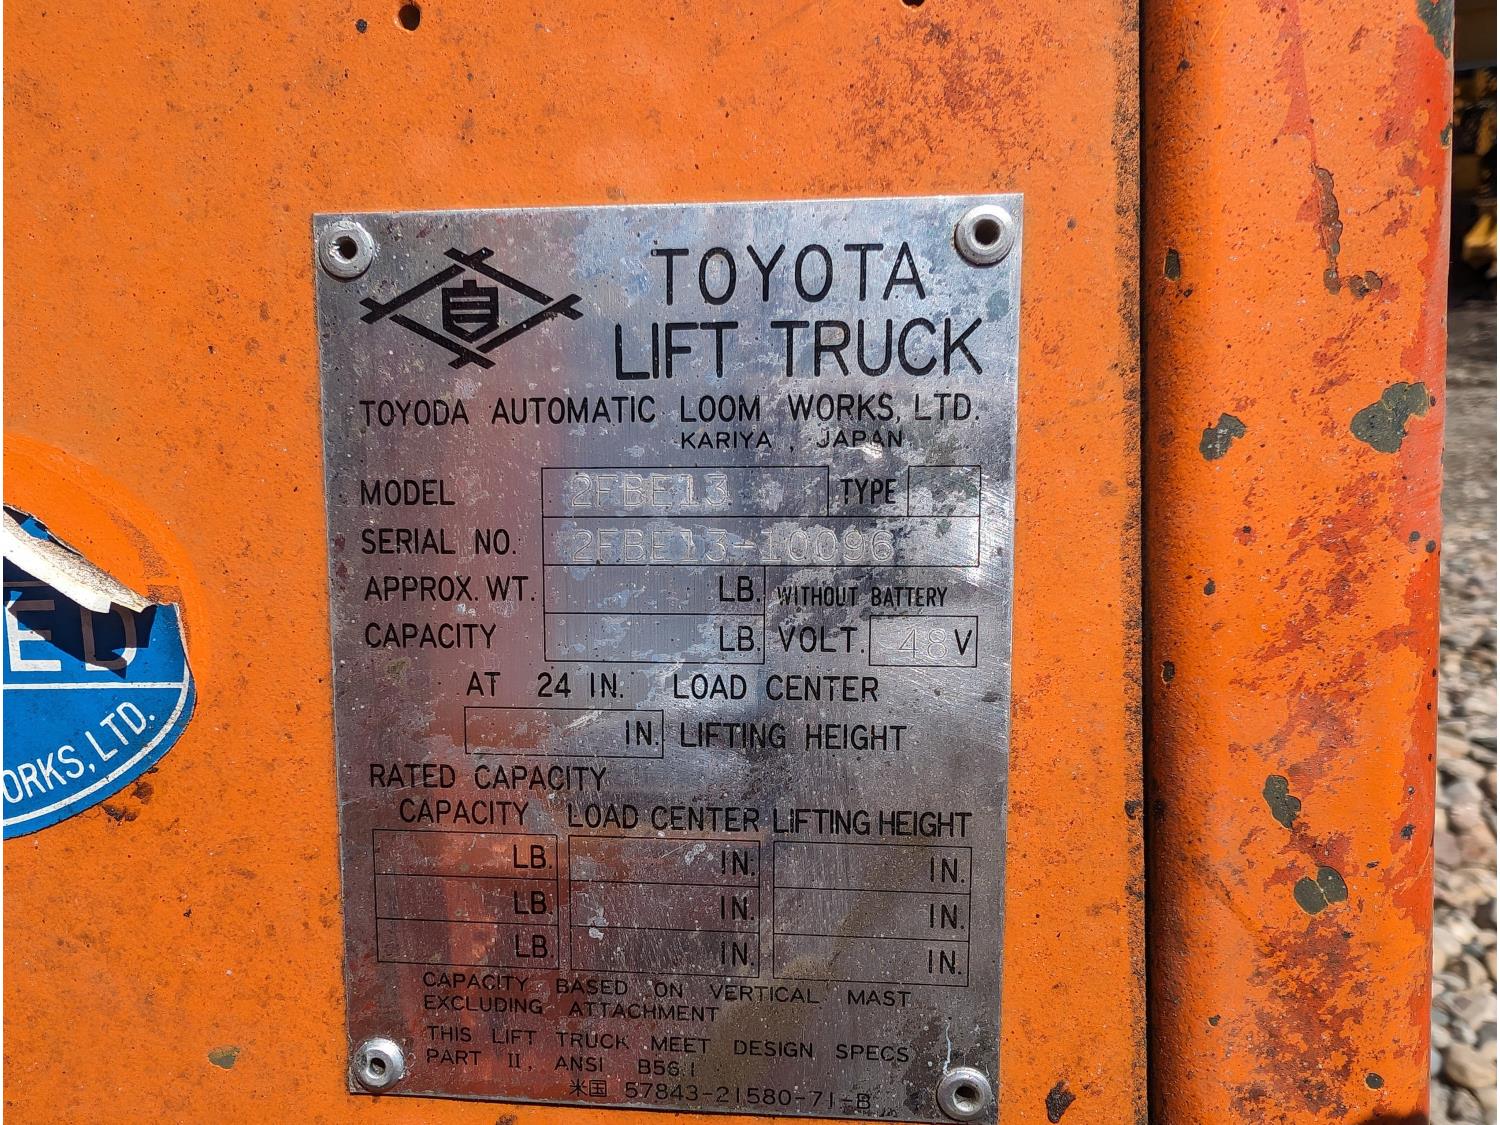 TOYOTA
LIFT TRUCK
TOYODA AUTOMATIC LOOM WORKS, LTD.
KARIYA, JAPAN
MODEL 2FBE13 TYPE
SERIAL NO. 2FBE13-10096
APPROX. WT. LB. WITHOUT BATTERY
CAPACITY LB. VOLT. 48 V
AT 24 IN. LOAD CENTER
IN. LIFTING HEIGHT
RATED CAPACITY
CAPACITY LOAD CENTER LIFTING HEIGHT
LB. IN. IN.
LB. IN. IN.
LB. IN. IN.
CAPACITY BASED ON VERTICAL MAST
EXCLUDING ATTACHMENT
THIS LIFT TRUCK MEET DESIGN SPECS
PART II, ANSI B56.1
米国 57843-21580-71-B
ED
ORKS, LTD.